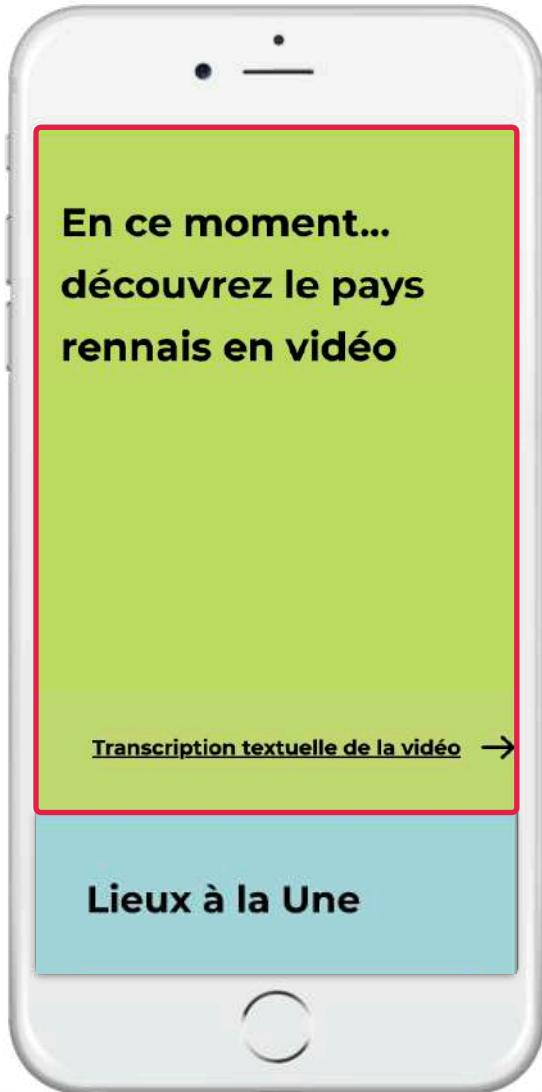 En ce moment...
découvrez le pays
rennais en vidéo
Transcription textuelle de la vidéo
Lieux à la Une